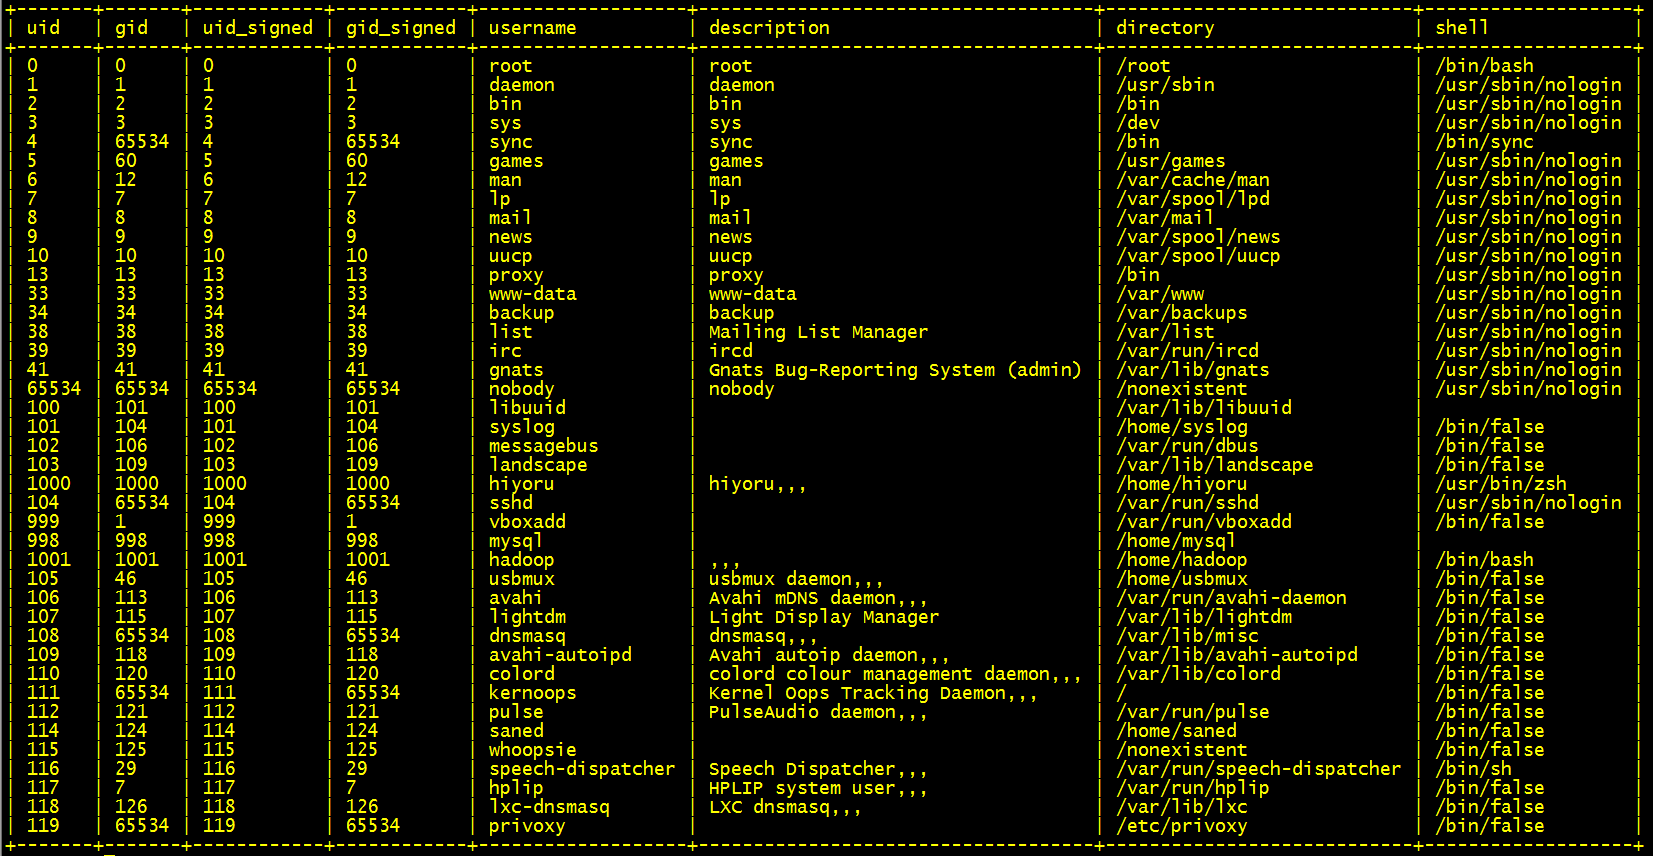 +-------+-------+------------+------------+-------------------+------------------------------------+----------------------------+-------------------+
| uid   | gid   | uid_signed | gid_signed | username          | description                        | directory                  | shell             |
+-------+-------+------------+------------+-------------------+------------------------------------+----------------------------+-------------------+
| 0     | 0     | 0          | 0          | root              | root                               | /root                      | /bin/bash         |
| 1     | 1     | 1          | 1          | daemon            | daemon                             | /usr/sbin                  | /usr/sbin/nologin |
| 2     | 2     | 2          | 2          | bin               | bin                                | /bin                       | /usr/sbin/nologin |
| 3     | 3     | 3          | 3          | sys               | sys                                | /dev                       | /usr/sbin/nologin |
| 4     | 65534 | 4          | 65534      | sync              | sync                               | /bin                       | /bin/sync         |
| 5     | 60    | 5          | 60         | games             | games                              | /usr/games                 | /usr/sbin/nologin |
| 6     | 12    | 6          | 12         | man               | man                                | /var/cache/man             | /usr/sbin/nologin |
| 7     | 7     | 7          | 7          | lp                | lp                                 | /var/spool/lpd             | /usr/sbin/nologin |
| 8     | 8     | 8          | 8          | mail              | mail                               | /var/mail                  | /usr/sbin/nologin |
| 9     | 9     | 9          | 9          | news              | news                               | /var/spool/news            | /usr/sbin/nologin |
| 10    | 10    | 10         | 10         | uucp              | uucp                               | /var/spool/uucp            | /usr/sbin/nologin |
| 13    | 13    | 13         | 13         | proxy             | proxy                              | /bin                       | /usr/sbin/nologin |
| 33    | 33    | 33         | 33         | www-data          | www-data                           | /var/www                   | /usr/sbin/nologin |
| 34    | 34    | 34         | 34         | backup            | backup                             | /var/backups               | /usr/sbin/nologin |
| 38    | 38    | 38         | 38         | list              | Mailing List Manager               | /var/list                  | /usr/sbin/nologin |
| 39    | 39    | 39         | 39         | irc               | ircd                               | /var/run/ircd              | /usr/sbin/nologin |
| 41    | 41    | 41         | 41         | gnats             | Gnats Bug-Reporting System (admin) | /var/lib/gnats             | /usr/sbin/nologin |
| 65534 | 65534 | 65534      | 65534      | nobody            | nobody                             | /nonexistent               | /usr/sbin/nologin |
| 100   | 101   | 100        | 101        | libuuid           |                                    | /var/lib/libuuid           |                   |
| 101   | 104   | 101        | 104        | syslog            |                                    | /home/syslog               | /bin/false        |
| 102   | 106   | 102        | 106        | messagebus        |                                    | /var/run/dbus              | /bin/false        |
| 103   | 109   | 103        | 109        | landscape         |                                    | /var/lib/landscape         | /bin/false        |
| 1000  | 1000  | 1000       | 1000       | hiyoru            | hiyoru,,,                          | /home/hiyoru               | /usr/bin/zsh      |
| 104   | 65534 | 104        | 65534      | sshd              |                                    | /var/run/sshd              | /usr/sbin/nologin |
| 999   | 1     | 999        | 1          | vboxadd           |                                    | /var/run/vboxadd           | /bin/false        |
| 998   | 998   | 998        | 998        | mysql             |                                    | /home/mysql                |                   |
| 1001  | 1001  | 1001       | 1001       | hadoop            | ,,,                                | /home/hadoop               | /bin/bash         |
| 105   | 46    | 105        | 46         | usbmux            | usbmux daemon,,,                   | /home/usbmux               | /bin/false        |
| 106   | 113   | 106        | 113        | avahi             | Avahi mDNS daemon,,,               | /var/run/avahi-daemon      | /bin/false        |
| 107   | 115   | 107        | 115        | lightdm           | Light Display Manager              | /var/lib/lightdm           | /bin/false        |
| 108   | 65534 | 108        | 65534      | dnsmasq           | dnsmasq,,,                         | /var/lib/misc              | /bin/false        |
| 109   | 118   | 109        | 118        | avahi-autoipd     | Avahi autoip daemon,,,             | /var/lib/avahi-autoipd     | /bin/false        |
| 110   | 120   | 110        | 120        | colord            | colord colour management daemon,,, | /var/lib/colord            | /bin/false        |
| 111   | 65534 | 111        | 65534      | kernoops          | Kernel Oops Tracking Daemon,,,     | /                          | /bin/false        |
| 112   | 121   | 112        | 121        | pulse             | PulseAudio daemon,,,               | /var/run/pulse             | /bin/false        |
| 114   | 124   | 114        | 124        | saned             |                                    | /home/saned                | /bin/false        |
| 115   | 125   | 115        | 125        | whoopsie          |                                    | /nonexistent               | /bin/false        |
| 116   | 29    | 116        | 29         | speech-dispatcher | Speech Dispatcher,,,               | /var/run/speech-dispatcher | /bin/sh           |
| 117   | 7     | 117        | 7          | hplip             | HPLIP system user,,,               | /var/run/hplip             | /bin/false        |
| 118   | 126   | 118        | 126        | lxc-dnsmasq       | LXC dnsmasq,,,                     | /var/lib/lxc               | /bin/false        |
| 119   | 65534 | 119        | 65534      | privoxy           |                                    | /etc/privoxy               | /bin/false        |
+-------+-------+------------+------------+-------------------+------------------------------------+----------------------------+-------------------+